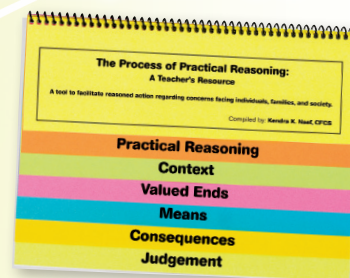 The Process of Practical Reasoning:
A Teacher's Resource
A tool to facilitate reasoned action regarding concerns facing individuals, families, and society.
Compiled by: Kendra K. Naef, CFCS
Practical Reasoning
Context
Valued Ends
Means
Consequences
Judgement